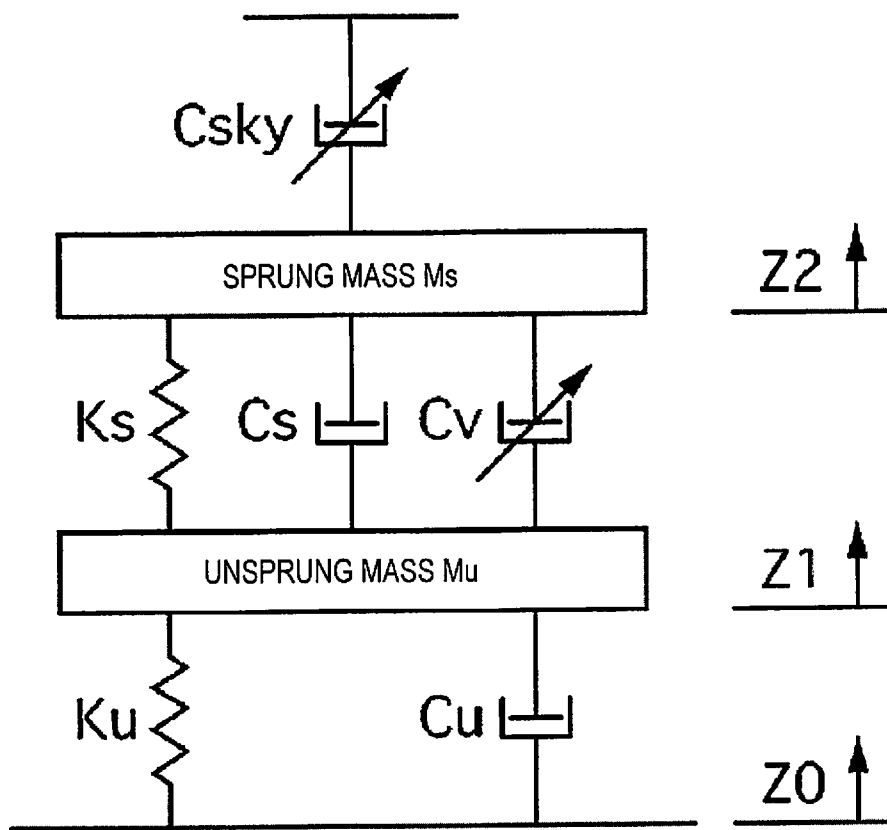 Csky
SPRUNG MASS Ms
Z2
Ks
Cs
Cv
UNSPRUNG MASS Mu
Z1
Ku
Cu
Z0